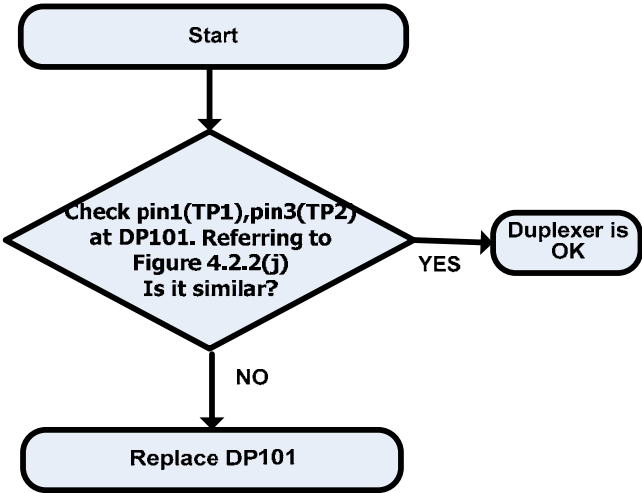 Start
Check pin1(TP1),pin3(TP2)
at DP101. Referring to
Figure 4.2.2(j)
Is it similar?
YES
Duplexer is
OK
NO
Replace DP101